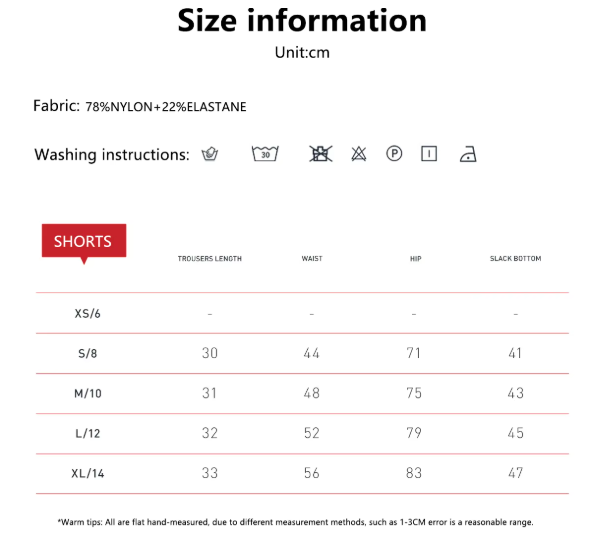 Size information
Unit:cm
Fabric: 78%NYLON+22%ELASTANE
Washing instructions: 30 P
SHORTS TROUSERS LENGTH WAIST HIP SLACK BOTTOM
XS/6 - - - -
S/8 30 44 71 41
M/10 31 48 75 43
L/12 32 52 79 45
XL/14 33 56 83 47
*Warm tips: All are flat hand-measured, due to different measurement methods, such as 1-3CM error is a reasonable range.